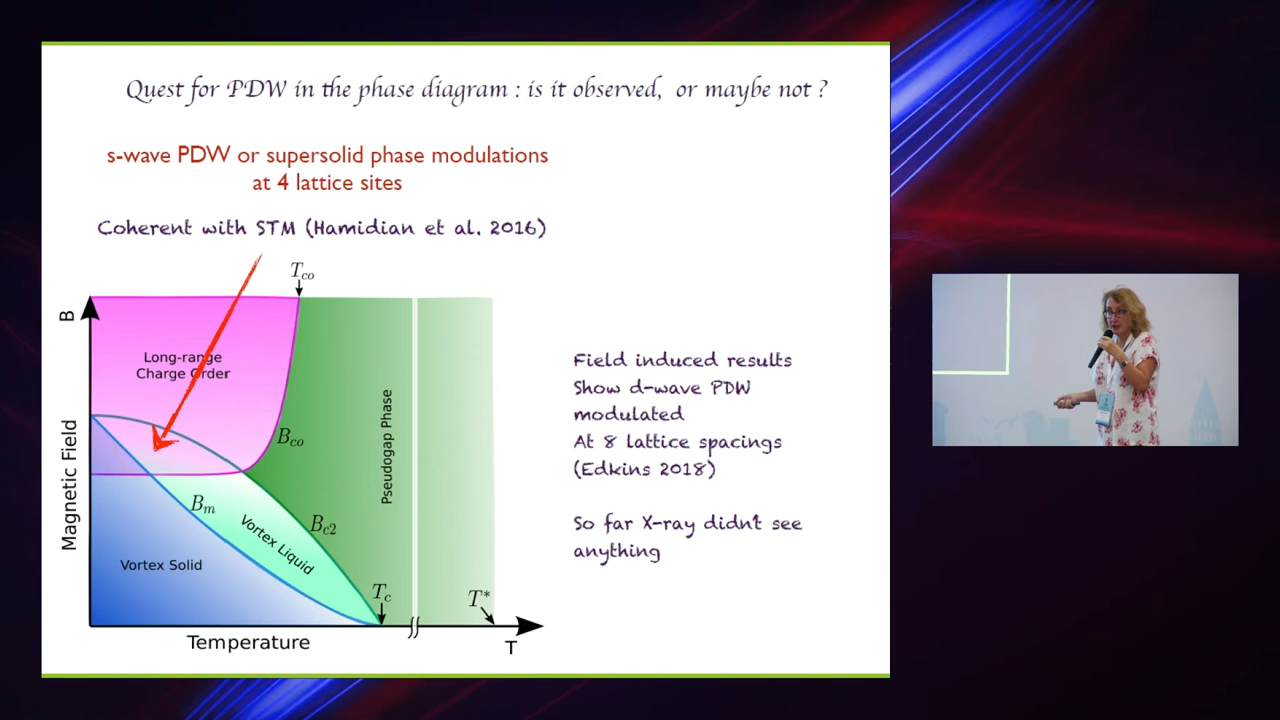 Quest for PDW in the phase diagram : is it observed, or maybe not ?
s-wave PDW or supersolid phase modulations
at 4 lattice sites
Coherent with STM (Hamidian et al. 2016)
T_co
B
Long-range
Charge Order
B_co
Pseudogap Phase
Magnetic Field
B_m
Vortex Liquid
B_c2
Vortex Solid
T_c
T*
Temperature
T
Field induced results
Show d-wave PDW
modulated
At 8 lattice spacings
(Edkins 2018)
So far X-ray didn't see
anything